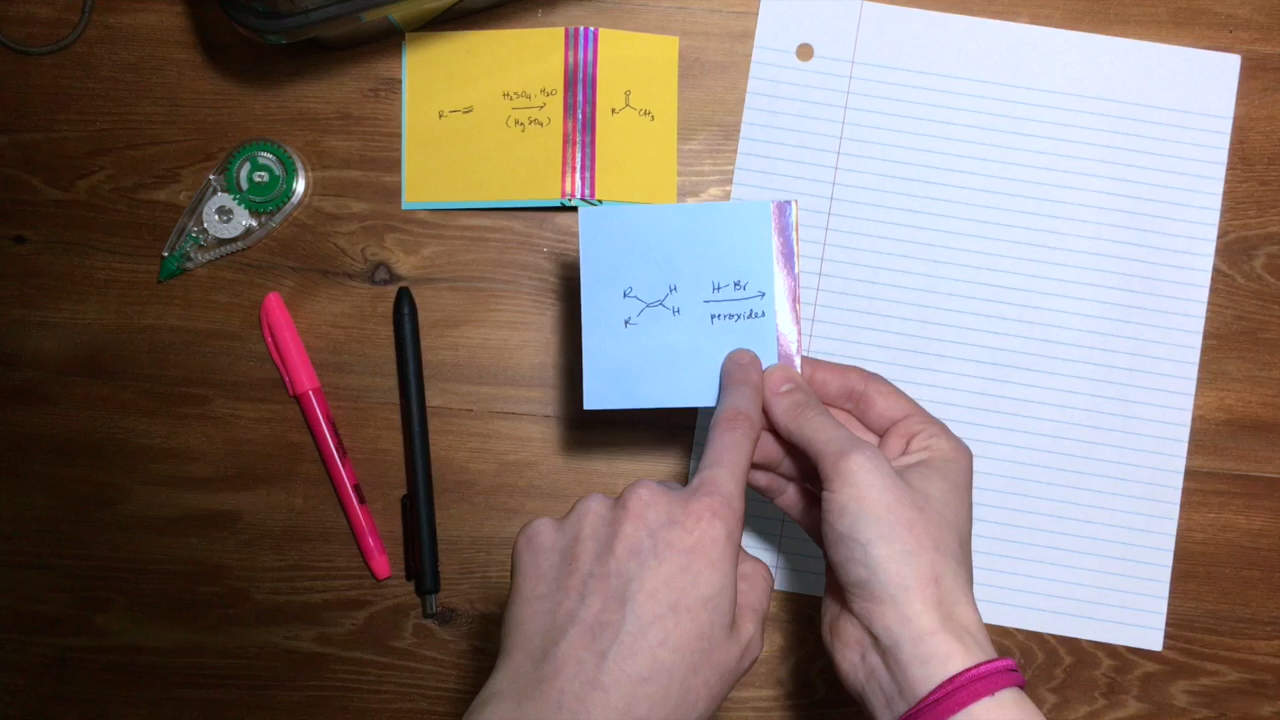 R H₂SO₄, H₂O O
(HgSO₄) R CH₃
R H H-Br
R H peroxides